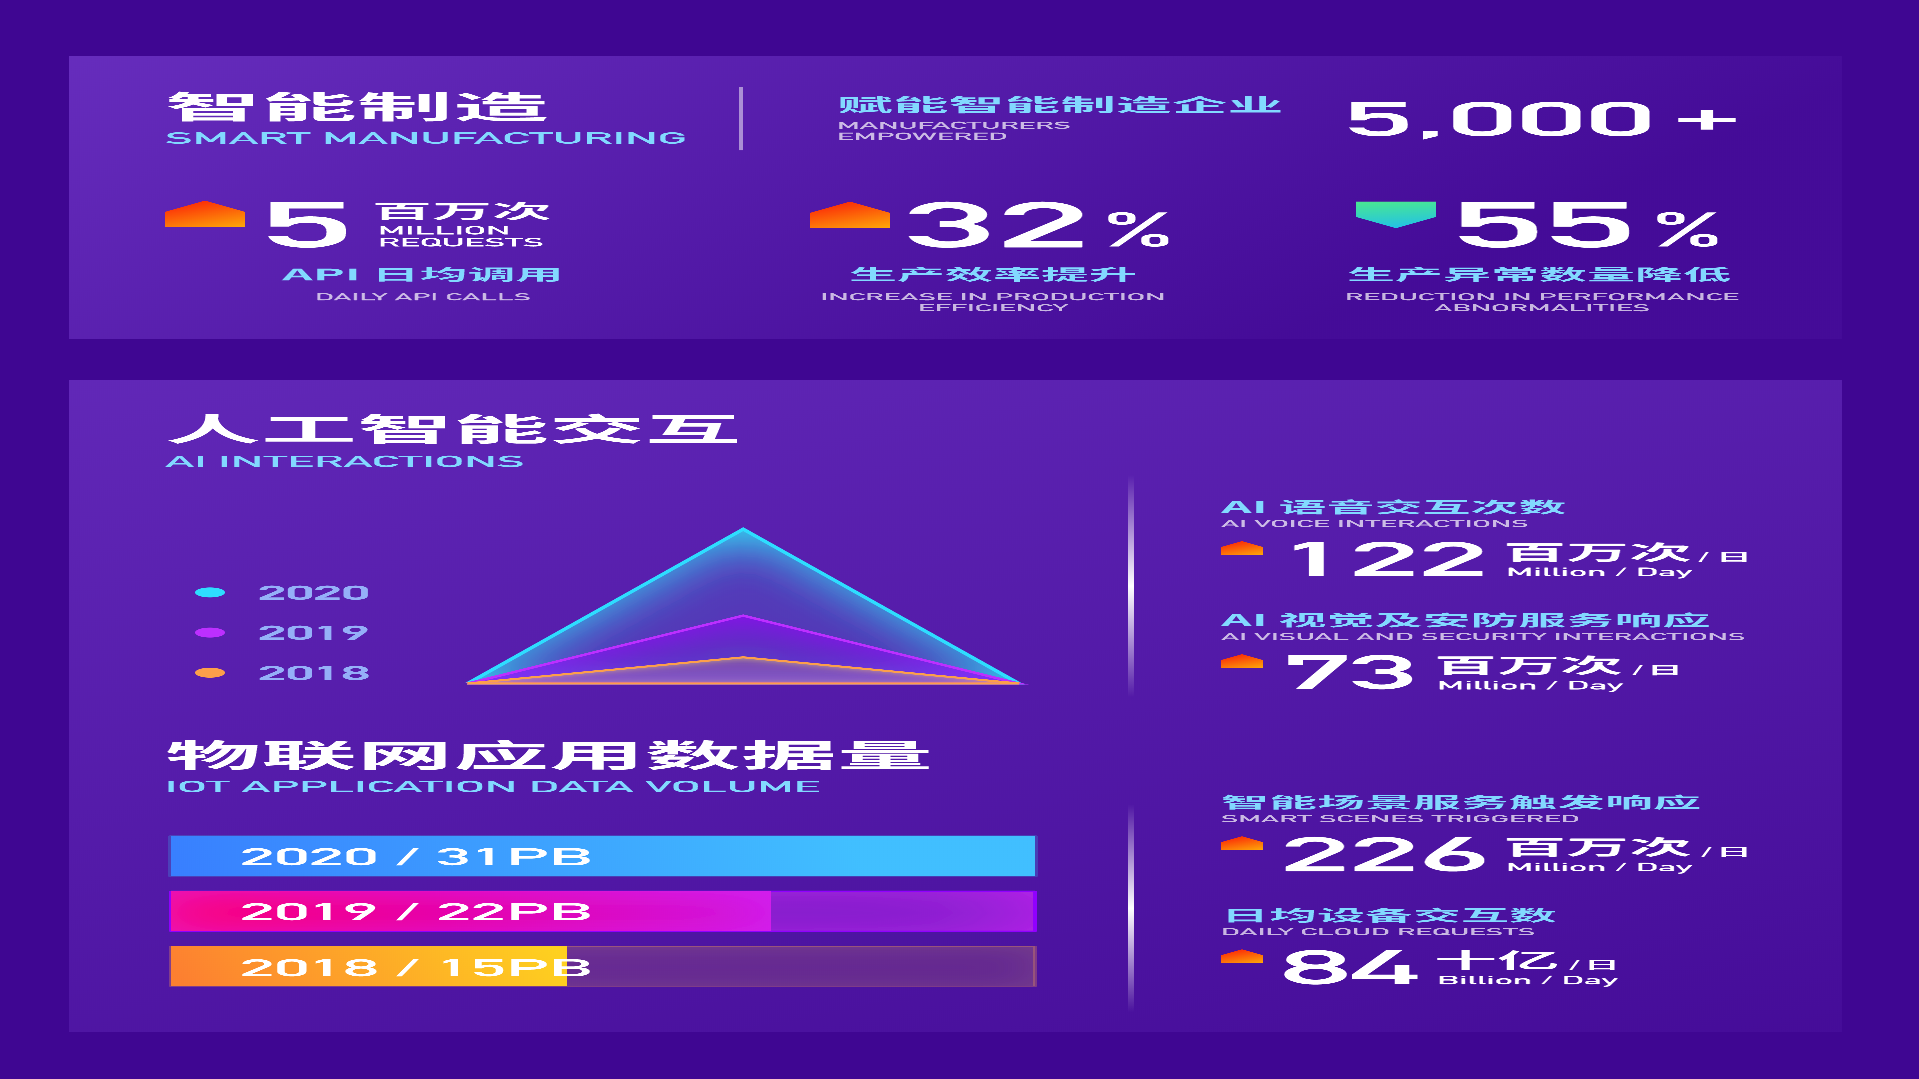 智能制造
SMART MANUFACTURING
赋能智能制造企业
MANUFACTURERS
EMPOWERED
5,000 +
5 百万次
MILLION
REQUESTS
API 日均调用
DAILY API CALLS
32 %
生产效率提升
INCREASE IN PRODUCTION
EFFICIENCY
55 %
生产异常数量降低
REDUCTION IN PERFORMANCE
ABNORMALITIES
人工智能交互
AI INTERACTIONS
2020
2019
2018
AI 语音交互次数
AI VOICE INTERACTIONS
122 百万次 / 日
Million / Day
AI 视觉及安防服务响应
AI VISUAL AND SECURITY INTERACTIONS
73 百万次 / 日
Million / Day
物联网应用数据量
IOT APPLICATION DATA VOLUME
2020 / 31PB
2019 / 22PB
2018 / 15PB
智能场景服务触发响应
SMART SCENES TRIGGERED
226 百万次 / 日
Million / Day
日均设备交互数
DAILY CLOUD REQUESTS
84 十亿 / 日
Billion / Day